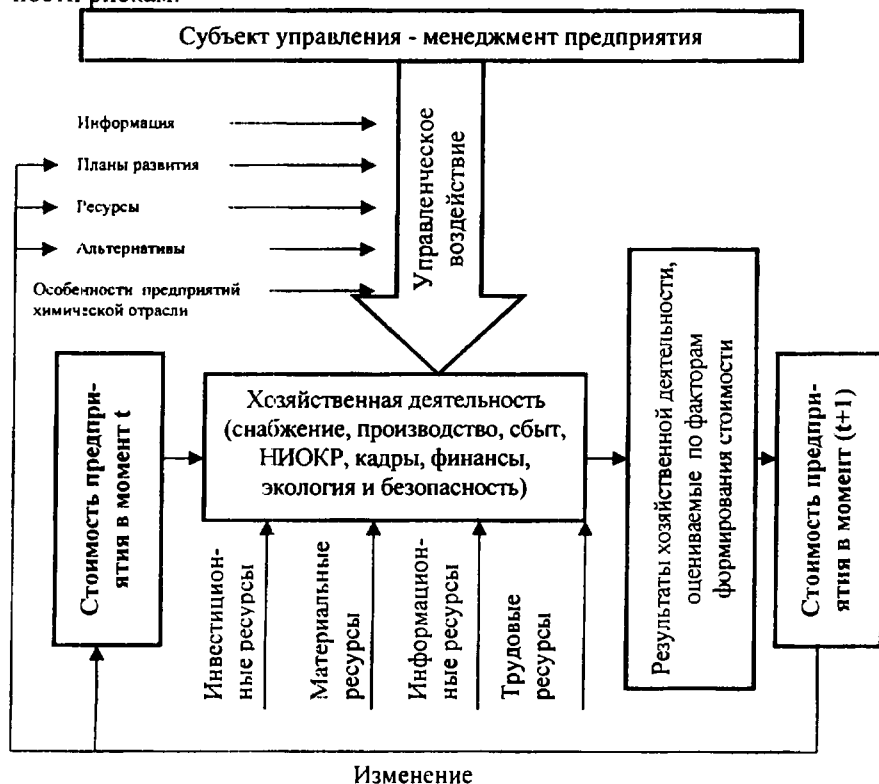 ности рискам.
Субъект управления - менеджмент предприятия
Информация
Планы развития
Ресурсы
Альтернативы
Особенности предприятий
химической отрасли
Управленческое
воздействие
Стоимость предпри-
ятия в момент t
Хозяйственная деятельность
(снабжение, производство, сбыт,
НИОКР, кадры, финансы,
экология и безопасность)
Результаты хозяйственной деятельности,
оцениваемые по факторам
формирования стоимости
Стоимость предпри-
ятия в момент (t+1)
Инвестицион-
ные ресурсы
Материальные
ресурсы
Информацион-
ные ресурсы
Трудовые
ресурсы
Изменение